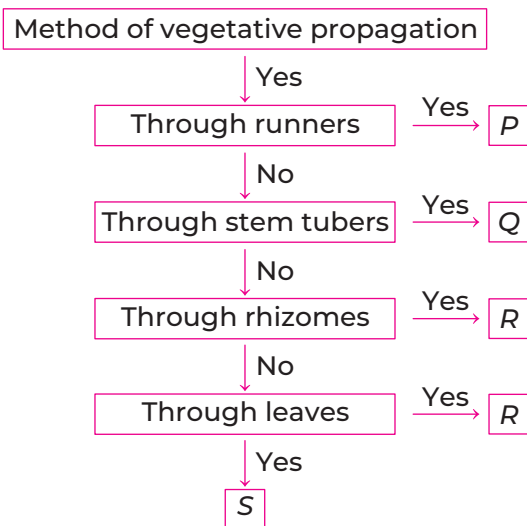 Method of vegetative propagation
Yes
Through runners
Yes
P
No
Through stem tubers
Yes
Q
No
Through rhizomes
Yes
R
No
Through leaves
Yes
R
Yes
S